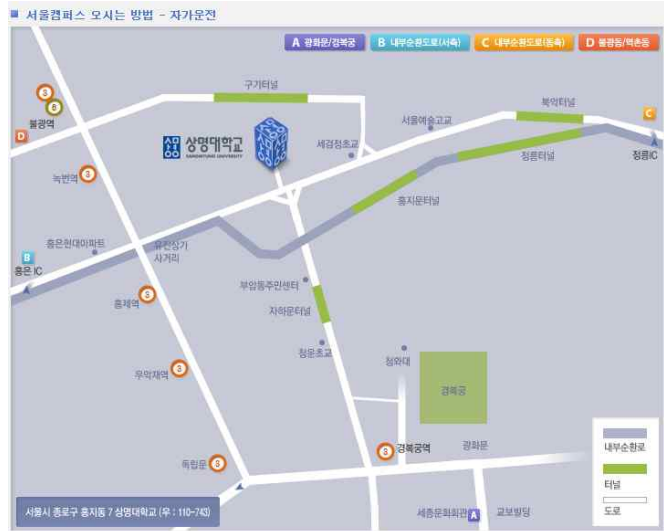 서울캠퍼스 오시는 방법 - 자가운전
A 광화문/경복궁
B 내부순환도로(서측)
C 내부순환도로(동측)
D 불광동/역촌동
구기터널
북악터널
3
6
불광역
D
서울예술고교
C
상명대학교
SANGMYUNG UNIVERSITY
세검정초교
정릉터널
정릉IC
녹번역 3
홍지문터널
홍은현대아파트
유진상가
사거리
B
홍은 IC
부암동주민센터
홍제역 3
자하문터널
청운초교
청와대
무악재역 3
경복궁
내부순환로
3 경복궁역
광화문
독립문 3
터널
도로
서울시 종로구 홍지동 7 상명대학교 (우 : 110-743)
세종문화회관 A
교보빌딩